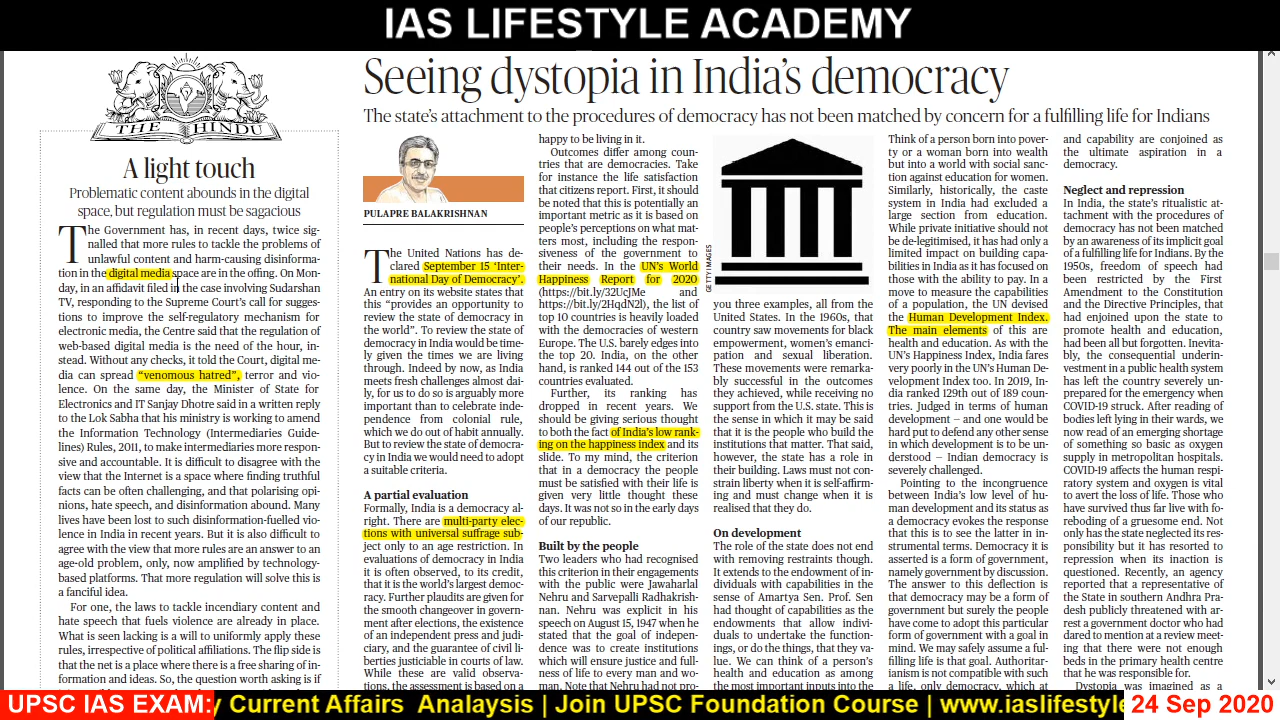 IAS LIFESTYLE ACADEMY
THE HINDU
A light touch
Problematic content abounds in the digital
space, but regulation must be sagacious
The Government has, in recent days, twice sig-
nalled that more rules to tackle the problems of
unlawful content and harm-causing disinforma-
tion in the digital media space are in the offing. On Mon-
day, in an affidavit filed in the case involving Sudarshan
TV, responding to the Supreme Court's call for sugges-
tions to improve the self-regulatory mechanism for
electronic media, the Centre said that the regulation of
web-based digital media is the need of the hour, in-
stead. Without any checks, it told the Court, digital me-
dia can spread “venomous hatred”, terror and vio-
lence. On the same day, the Minister of State for
Electronics and IT Sanjay Dhotre said in a written reply
to the Lok Sabha that his ministry is working to amend
the Information Technology (Intermediaries Guide-
lines) Rules, 2011, to make intermediaries more respon-
sive and accountable. It is difficult to disagree with the
view that the Internet is a space where finding truthful
facts can be often challenging, and that polarising opi-
nions, hate speech, and disinformation abound. Many
lives have been lost to such disinformation-fuelled vio-
lence in India in recent years. But it is also difficult to
agree with the view that more rules are an answer to an
age-old problem, only, now amplified by technology-
based platforms. That more regulation will solve this is
a fanciful idea.
For one, the laws to tackle incendiary content and
hate speech that fuels violence are already in place.
What is seen lacking is a will to uniformly apply these
rules, irrespective of political affiliations. The flip side is
that the net is a place where there is a free sharing of in-
formation and ideas. So, the question worth asking is if
Seeing dystopia in India's democracy
The state's attachment to the procedures of democracy has not been matched by concern for a fulfilling life for Indians
PULAPRE BALAKRISHNAN
The United Nations has de-
clared September 15 ‘Inter-
national Day of Democracy’.
An entry on its website states that
this “provides an opportunity to
review the state of democracy in
the world”. To review the state of
democracy in India would be time-
ly given the times we are living
through. Indeed by now, as India
meets fresh challenges almost dai-
ly, for us to do so is arguably more
important than to celebrate inde-
pendence from colonial rule,
which we do out of habit annually.
But to review the state of democra-
cy in India we would need to adopt
a suitable criterion.
A partial evaluation
Formally, India is a democracy al-
right. There are multi-party elec-
tions with universal suffrage sub-
ject only to an age restriction. In
evaluations of democracy in India
it is often observed, to its credit,
that it is the world's largest democ-
racy. Further plaudits are given for
the smooth changeover in govern-
ment after elections, the existence
of an independent press and judi-
ciary, and the guarantee of civil li-
berties justiciable in courts of law.
While these are valid observa-
tions, the assessment is based on a
happy to be living in it.
Outcomes differ among coun-
tries that are democracies. Take
for instance the life satisfaction
that citizens report. First, it should
be noted that this is potentially an
important metric as it is based on
people's perceptions on what mat-
ters most, including the respon-
siveness of the government to
their needs. In the UN's World
Happiness Report for 2020
(https://bit.ly/32UcJMe and
https://bit.ly/2HqdN2l), the list of
top 10 countries is heavily loaded
with the democracies of western
Europe. The U.S. barely edges into
the top 20. India, on the other
hand, is ranked 144 out of the 153
countries evaluated.
Further, its ranking has
dropped in recent years. We
should be giving serious thought
to both the fact of India's low rank-
ing on the happiness index and its
slide. To my mind, the criterion
that in a democracy the people
must be satisfied with their life is
given very little thought these
days. It was not so in the early days
of our republic.
Built by the people
Two leaders who had recognised
this criterion in their engagements
with the public were Jawaharlal
Nehru and Sarvepalli Radhakrish-
nan. Nehru was explicit in his
speech on August 15, 1947 when he
stated that the goal of indepen-
dence was to create institutions
which will ensure justice and full-
ness of life to every man and wo-
man. Note that Nehru had not pro-
GETTY IMAGES
you three examples, all from the
United States. In the 1960s, that
country saw movements for black
empowerment, women's emanci-
pation and sexual liberation.
These movements were remarka-
bly successful in the outcomes
they achieved, while receiving no
support from the U.S. state. This is
the sense in which it may be said
that it is the people who build the
institutions that matter. That said,
however, the state has a role in
their building. Laws must not con-
strain liberty when it is self-affirm-
ing and must change when it is
realised that they do.
On development
The role of the state does not end
with removing restraints though.
It extends to the endowment of in-
dividuals with capabilities in the
sense of Amartya Sen. Prof. Sen
had thought of capabilities as the
endowments that allow indivi-
duals to undertake the function-
ings, or do the things, that they va-
lue. We can think of a person's
health and education as among
the most important inputs into the
Think of a person born into pover-
ty or a woman born into wealth
but into a world with social sanc-
tion against education for women.
Similarly, historically, the caste
system in India had excluded a
large section from education.
While private initiative should not
be de-legitimised, it has had only a
limited impact on building capa-
bilities in India as it has focused on
those with the ability to pay. In a
move to measure the capabilities
of a population, the UN devised
the Human Development Index.
The main elements of this are
health and education. As with the
UN's Happiness Index, India fares
very poorly in the UN's Human De-
velopment Index too. In 2019, In-
dia ranked 129th out of 189 coun-
tries. Judged in terms of human
development – and one would be
hard put to defend any other sense
in which development is to be un-
derstood – Indian democracy is
severely challenged.
Pointing to the incongruence
between India's low level of hu-
man development and its status as
a democracy evokes the response
that this is to see the latter in in-
strumental terms. Democracy it is
asserted is a form of government,
namely government by discussion.
The answer to this deflection is
that democracy may be a form of
government but surely the people
have come to adopt this particular
form of government with a goal in
mind. We may safely assume a ful-
filling life is that goal. Authoritar-
ianism is not compatible with such
a life, only democracy, which at
and capability are conjoined as
the ultimate aspiration in a
democracy.
Neglect and repression
In India, the state's ritualistic at-
tachment with the procedures of
democracy has not been matched
by an awareness of its implicit goal
of a fulfilling life for Indians. By the
1950s, freedom of speech had
been restricted by the First
Amendment to the Constitution
and the Directive Principles, that
had enjoined upon the state to
promote health and education,
had been all but forgotten. Inevita-
bly, the consequential underin-
vestment in a public health system
has left the country severely un-
prepared for the emergency when
COVID-19 struck. After reading of
bodies left lying in their wards, we
now read of an emerging shortage
of something so basic as oxygen
supply in metropolitan hospitals.
COVID-19 affects the human respi-
ratory system and oxygen is vital
to avert the loss of life. Those who
have survived thus far live with fo-
reboding of a gruesome end. Not
only has the state neglected its res-
ponsibility but it has resorted to
repression when its inaction is
questioned. Recently, an agency
reported that a representative of
the State in southern Andhra Pra-
desh publicly threatened with ar-
rest a government doctor who had
dared to mention at a review meet-
ing that there were not enough
beds in the primary health centre
that he was responsible for.
Dystopia was imagined as a
UPSC IAS EXAM: y Current Affairs Analaysis | Join UPSC Foundation Course | www.iaslifestyle 24 Sep 2020